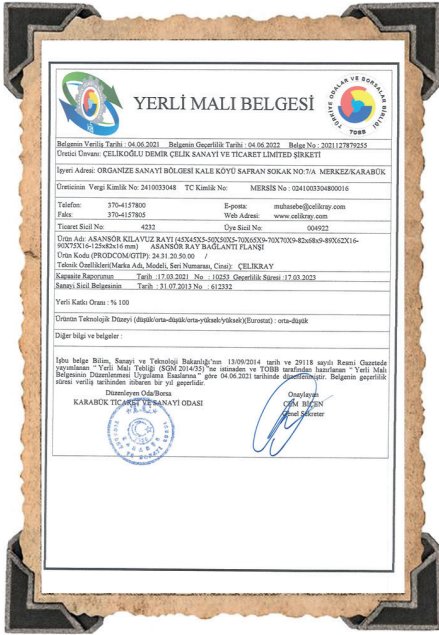 YERLİ MALI BELGESİ
TÜRKİYE ODALAR VE BORSALAR BİRLİĞİ
TOBB
Belgenin Veriliş Tarihi : 04.06.2021 Belgenin Geçerlilik Tarihi : 04.06.2022 Belge No : 2021127879255
Üretici Ünvanı: ÇELİKOĞLU DEMİR ÇELİK SANAYİ VE TİCARET LİMİTED ŞİRKETİ
İşyeri Adresi: ORGANİZE SANAYİ BÖLGESİ KALE KÖYÜ SAFRAN SOKAK NO:7/A MERKEZ/KARABÜK
Üreticinin Vergi Kimlik No: 2410033048 TC Kimlik No: MERSİS No : 0241003304800016
Telefon: 370-4157800 E-posta: muhasebe@celikray.com
Faks: 370-4157805 Web Adresi: www.celikray.com
Ticaret Sicil No: 4232 Üye Sicil No: 004922
Ürün Adı: ASANSÖR KILAVUZ RAYI (45X45X5-50X50X5-70X65X9-70X70X9-82x68x9-89X62X16-
90X75X16-125x82x16 mm) ASANSÖR RAY BAĞLANTI FLANŞI
Ürün Kodu (PRODCOM/GTIP): 24.31.20.50.00 /
Teknik Özellikleri(Marka Adı, Modeli, Seri Numarası, Cinsi): ÇELİKRAY
Kapasite Raporunun Tarih :17.03.2021 No : 10253 Geçerlilik Süresi :17.03.2023
Sanayi Sicil Belgesinin Tarih : 31.07.2013 No : 612332
Yerli Katkı Oranı : % 100
Ürünün Teknolojik Düzeyi (düşük/orta-düşük/orta-yüksek/yüksek)(Eurostat) : orta-düşük
Diğer bilgi ve belgeler :
İşbu belge Bilim, Sanayi ve Teknoloji Bakanlığı'nın 13/09/2014 tarih ve 29118 sayılı Resmi Gazetede
yayımlanan " Yerli Malı Tebliği (SGM 2014/35) "ne istinaden ve TOBB tarafından hazırlanan " Yerli Malı
Belgesinin Düzenlenmesi Uygulama Esaslarına " göre 04.06.2021 tarihinde düzenlenmiştir. Belgenin geçerlilik
süresi veriliş tarihinden itibaren bir yıl geçerlidir.
Düzenleyen Oda/Borsa Onaylayan
KARABÜK TİCARET VE SANAYİ ODASI CEM BİÇEN
Genel Sekreter